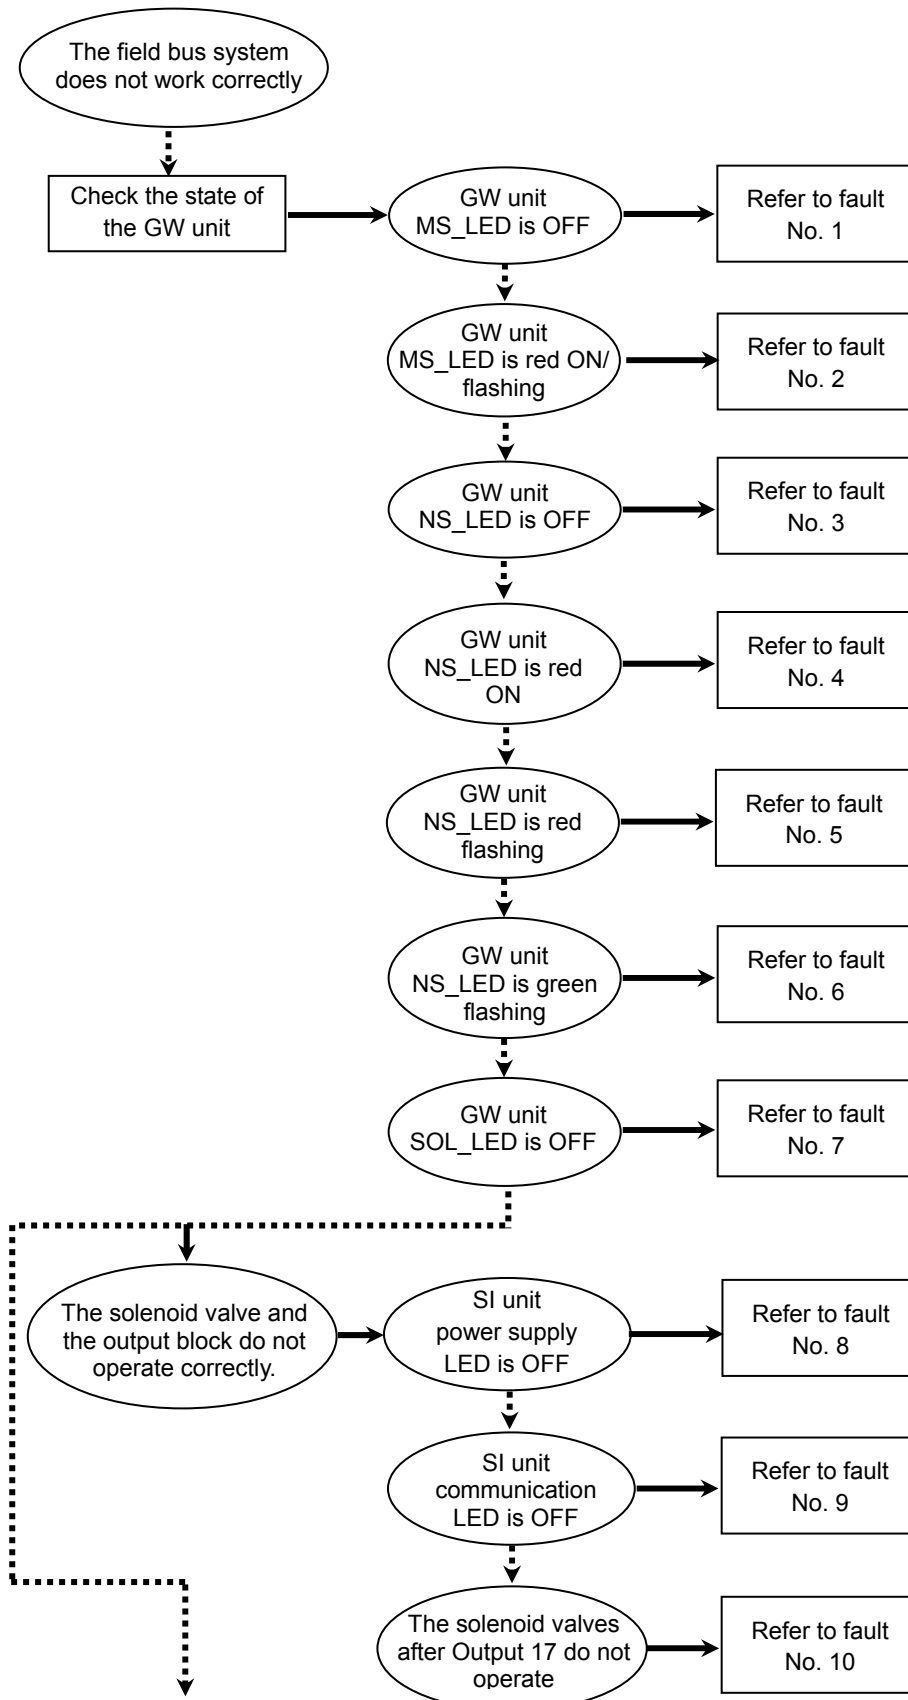 The field bus system
does not work correctly
Check the state of
the GW unit
GW unit
MS_LED is OFF
Refer to fault
No. 1
GW unit
MS_LED is red ON/
flashing
Refer to fault
No. 2
GW unit
NS_LED is OFF
Refer to fault
No. 3
GW unit
NS_LED is red
ON
Refer to fault
No. 4
GW unit
NS_LED is red
flashing
Refer to fault
No. 5
GW unit
NS_LED is green
flashing
Refer to fault
No. 6
GW unit
SOL_LED is OFF
Refer to fault
No. 7
The solenoid valve and
the output block do not
operate correctly.
SI unit
power supply
LED is OFF
Refer to fault
No. 8
SI unit
communication
LED is OFF
Refer to fault
No. 9
The solenoid valves
after Output 17 do not
operate
Refer to fault
No. 10